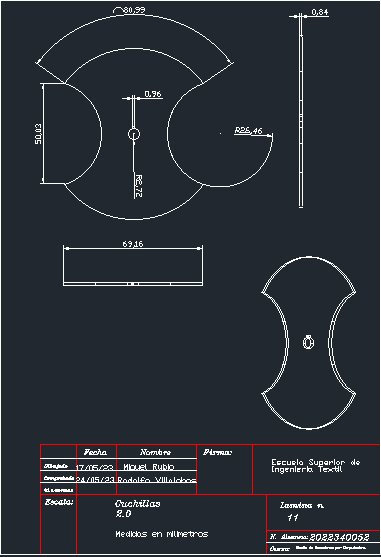 ⌒80,99
0,84
0,96
50,03
R26,46
R2,72
69,16
Fecha Nombre Firma:
Dibujado 17/05/23 Miguel Rubio
Comprobado 24/05/23 Rodolfo Villalobos
Escuela Superior de
Ingeniería Textil
Escala: Cuchillas
2.0
Medidas en milimetros
Lamina n.
11
N. Alumno: 2022340052